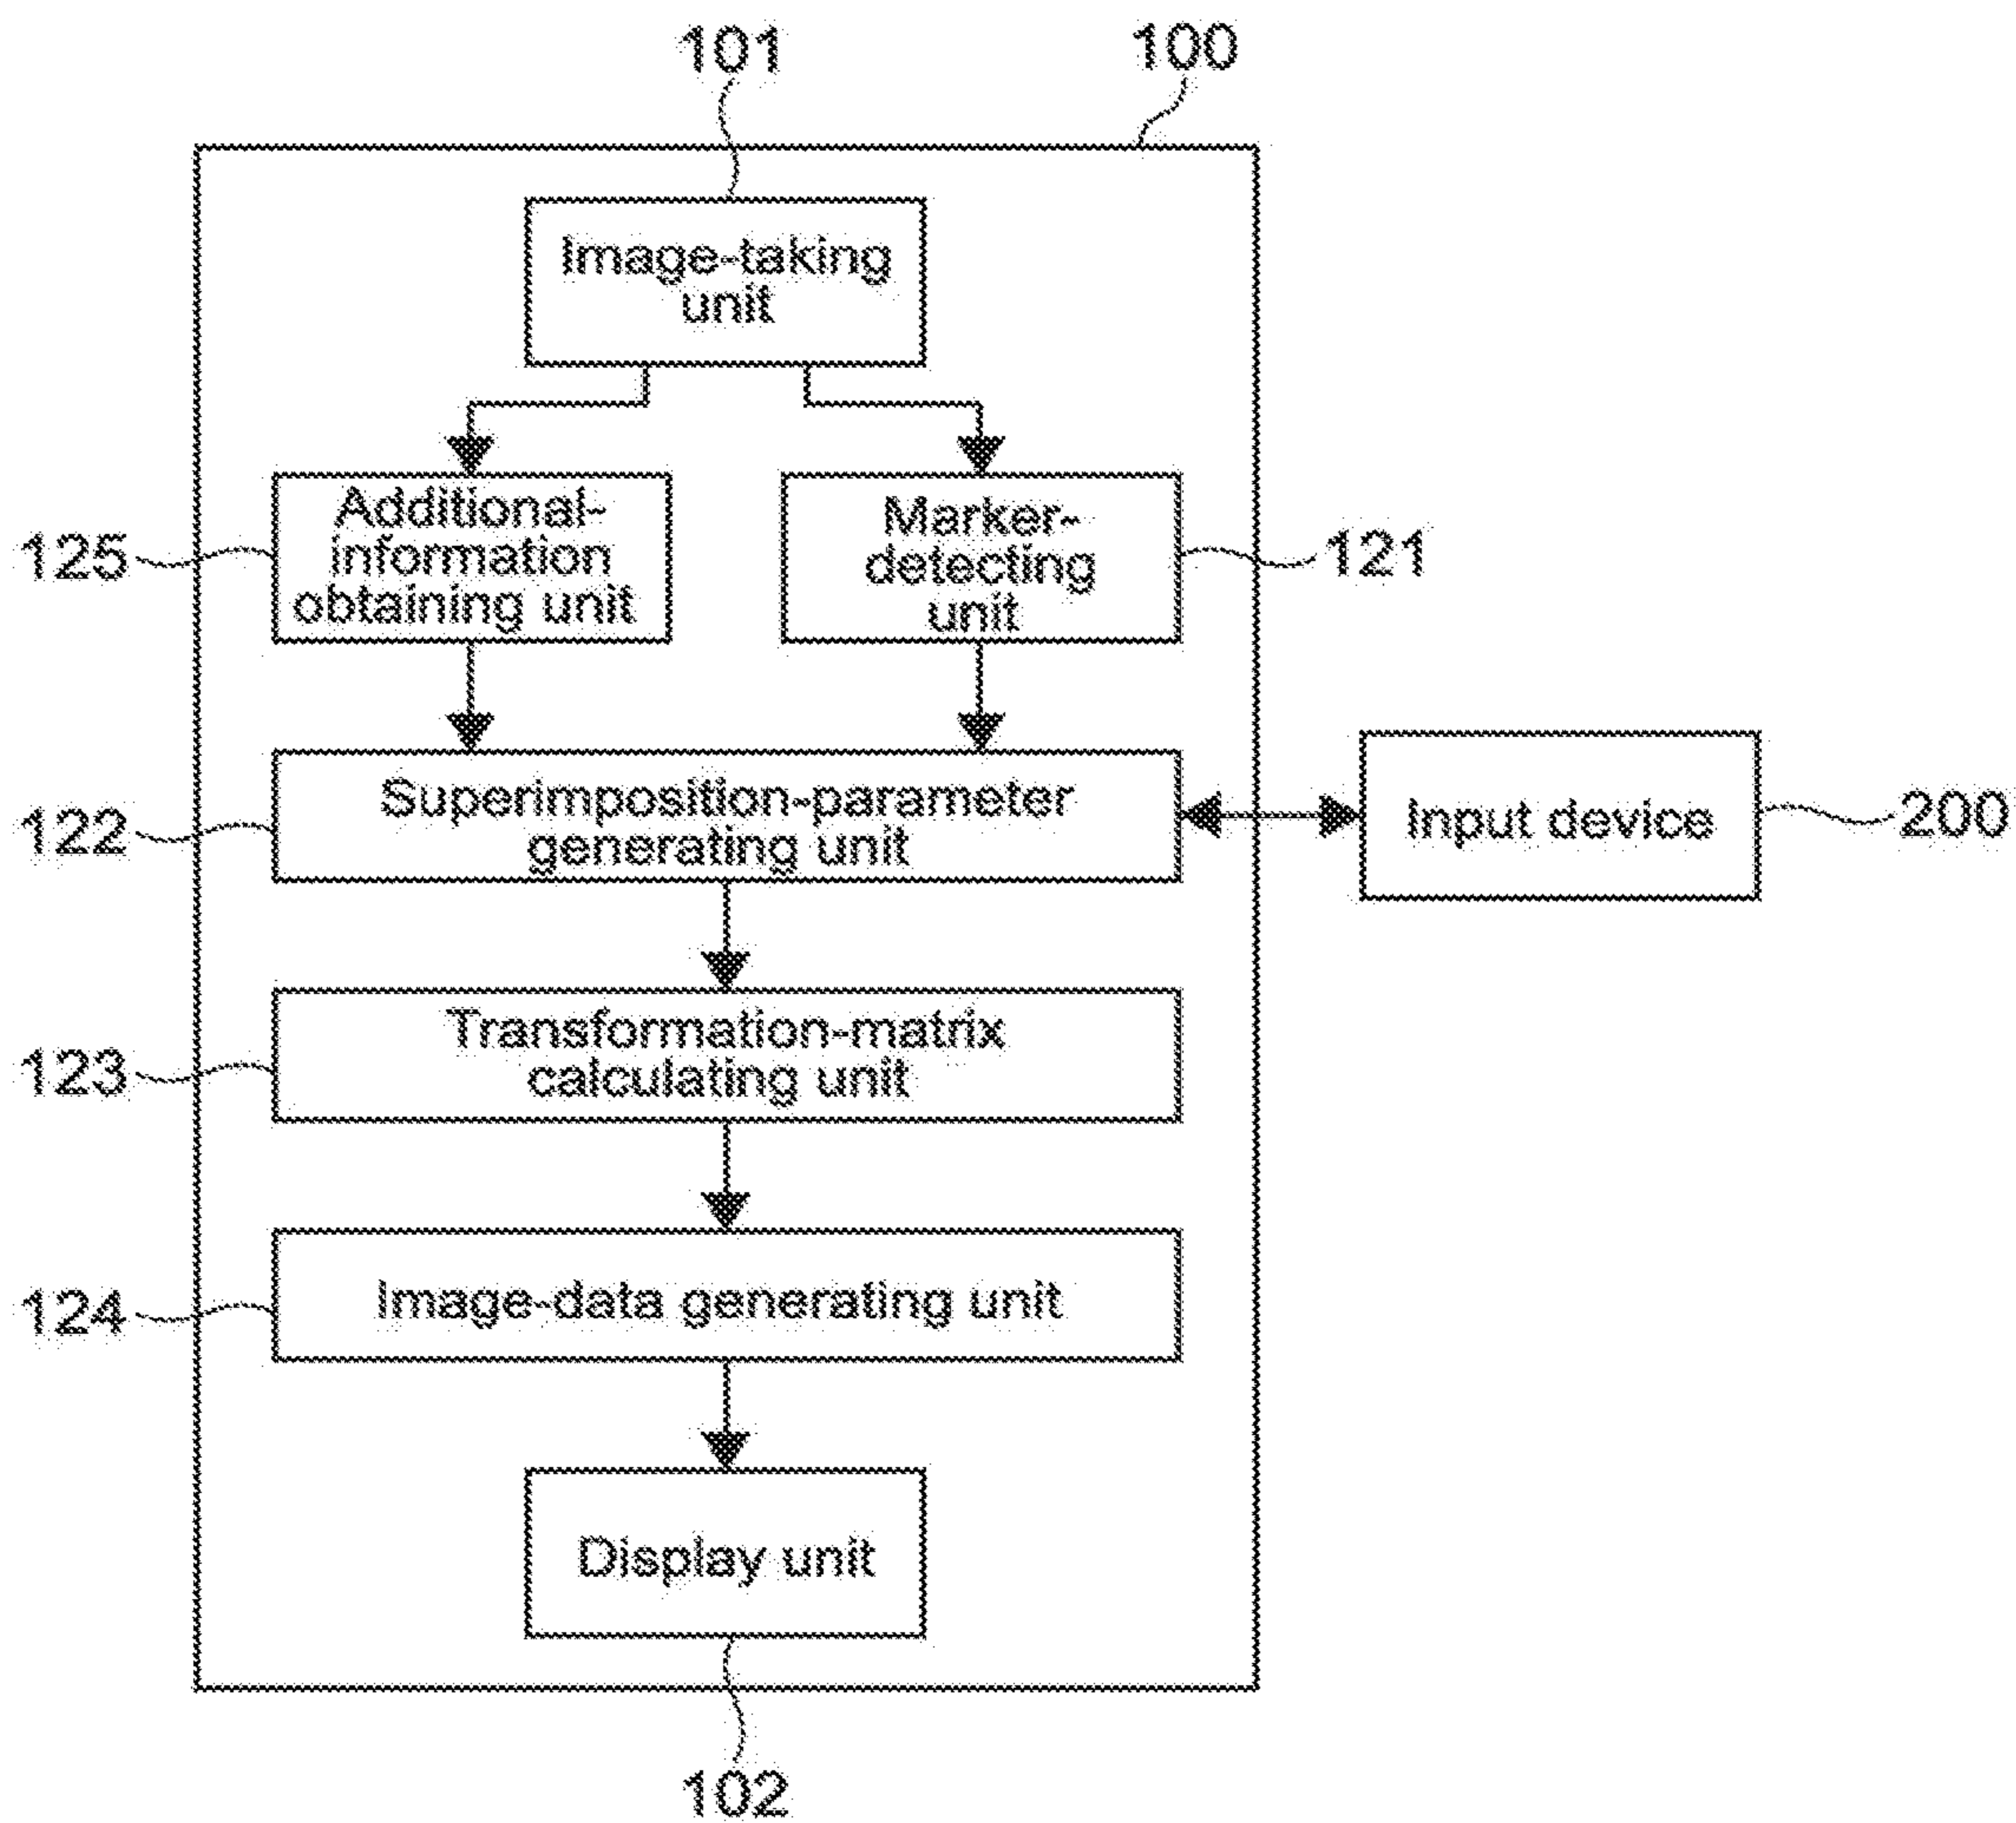 101
100
Image-taking
unit
Additional-
information
obtaining unit
Marker-
detecting
unit
125
121
Superimposition-parameter
generating unit
122
Input device
200
Transformation-matrix
calculating unit
123
Image-data generating unit
124
Display unit
102